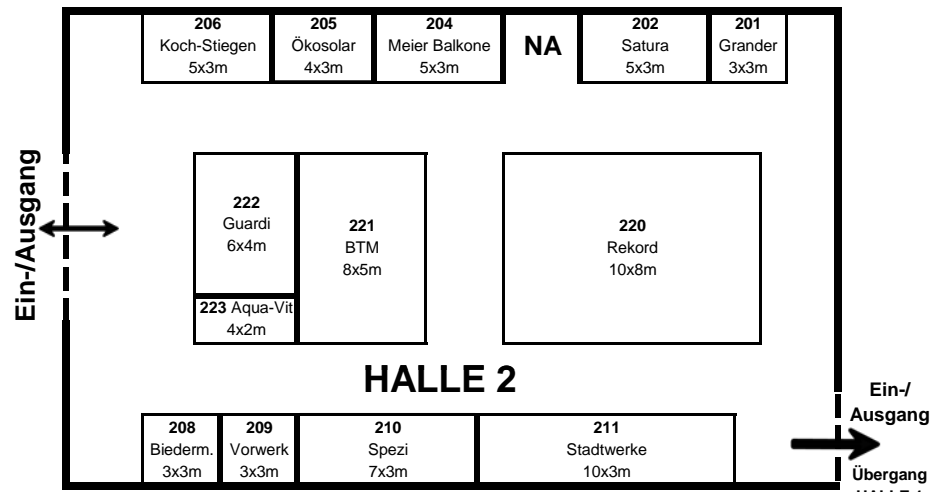 206
Koch-Stiegen
5x3m
205
Ökosolar
4x3m
204
Meier Balkone
5x3m
NA
202
Satura
5x3m
201
Grander
3x3m
Ein-/Ausgang
222
Guardi
6x4m
221
BTM
8x5m
220
Rekord
10x8m
223 Aqua-Vit
4x2m
HALLE 2
208
Biederm.
3x3m
209
Vorwerk
3x3m
210
Spezi
7x3m
211
Stadtwerke
10x3m
Ein-/
Ausgang
Übergang